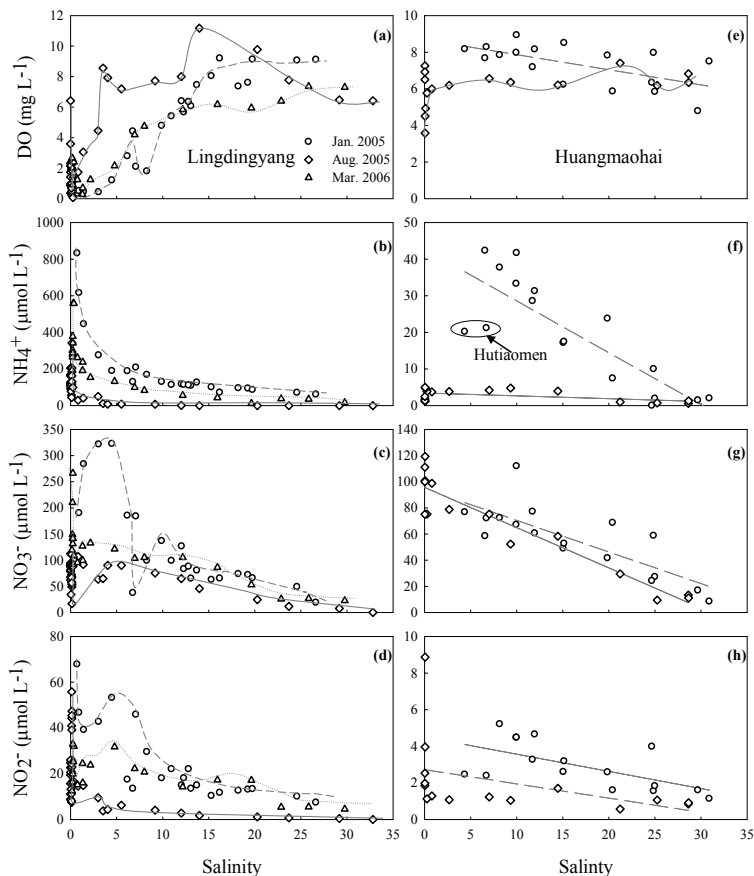 (a)
DO (mg L-1)
12
10
8
6
4
2
0
Lingdingyang
Jan. 2005
Aug. 2005
Mar. 2006
(e)
12
10
8
6
4
2
0
Huangmaohai
(b)
NH4+ (μmol L-1)
1000
800
600
400
200
0
(f)
50
40
30
20
10
0
Hutiaomen
(c)
NO3- (μmol L-1)
350
300
250
200
150
100
50
0
(g)
140
120
100
80
60
40
20
0
(d)
NO2- (μmol L-1)
80
60
40
20
0
0 5 10 15 20 25 30 35
Salinity
(h)
10
8
6
4
2
0
0 5 10 15 20 25 30 35
Salinity